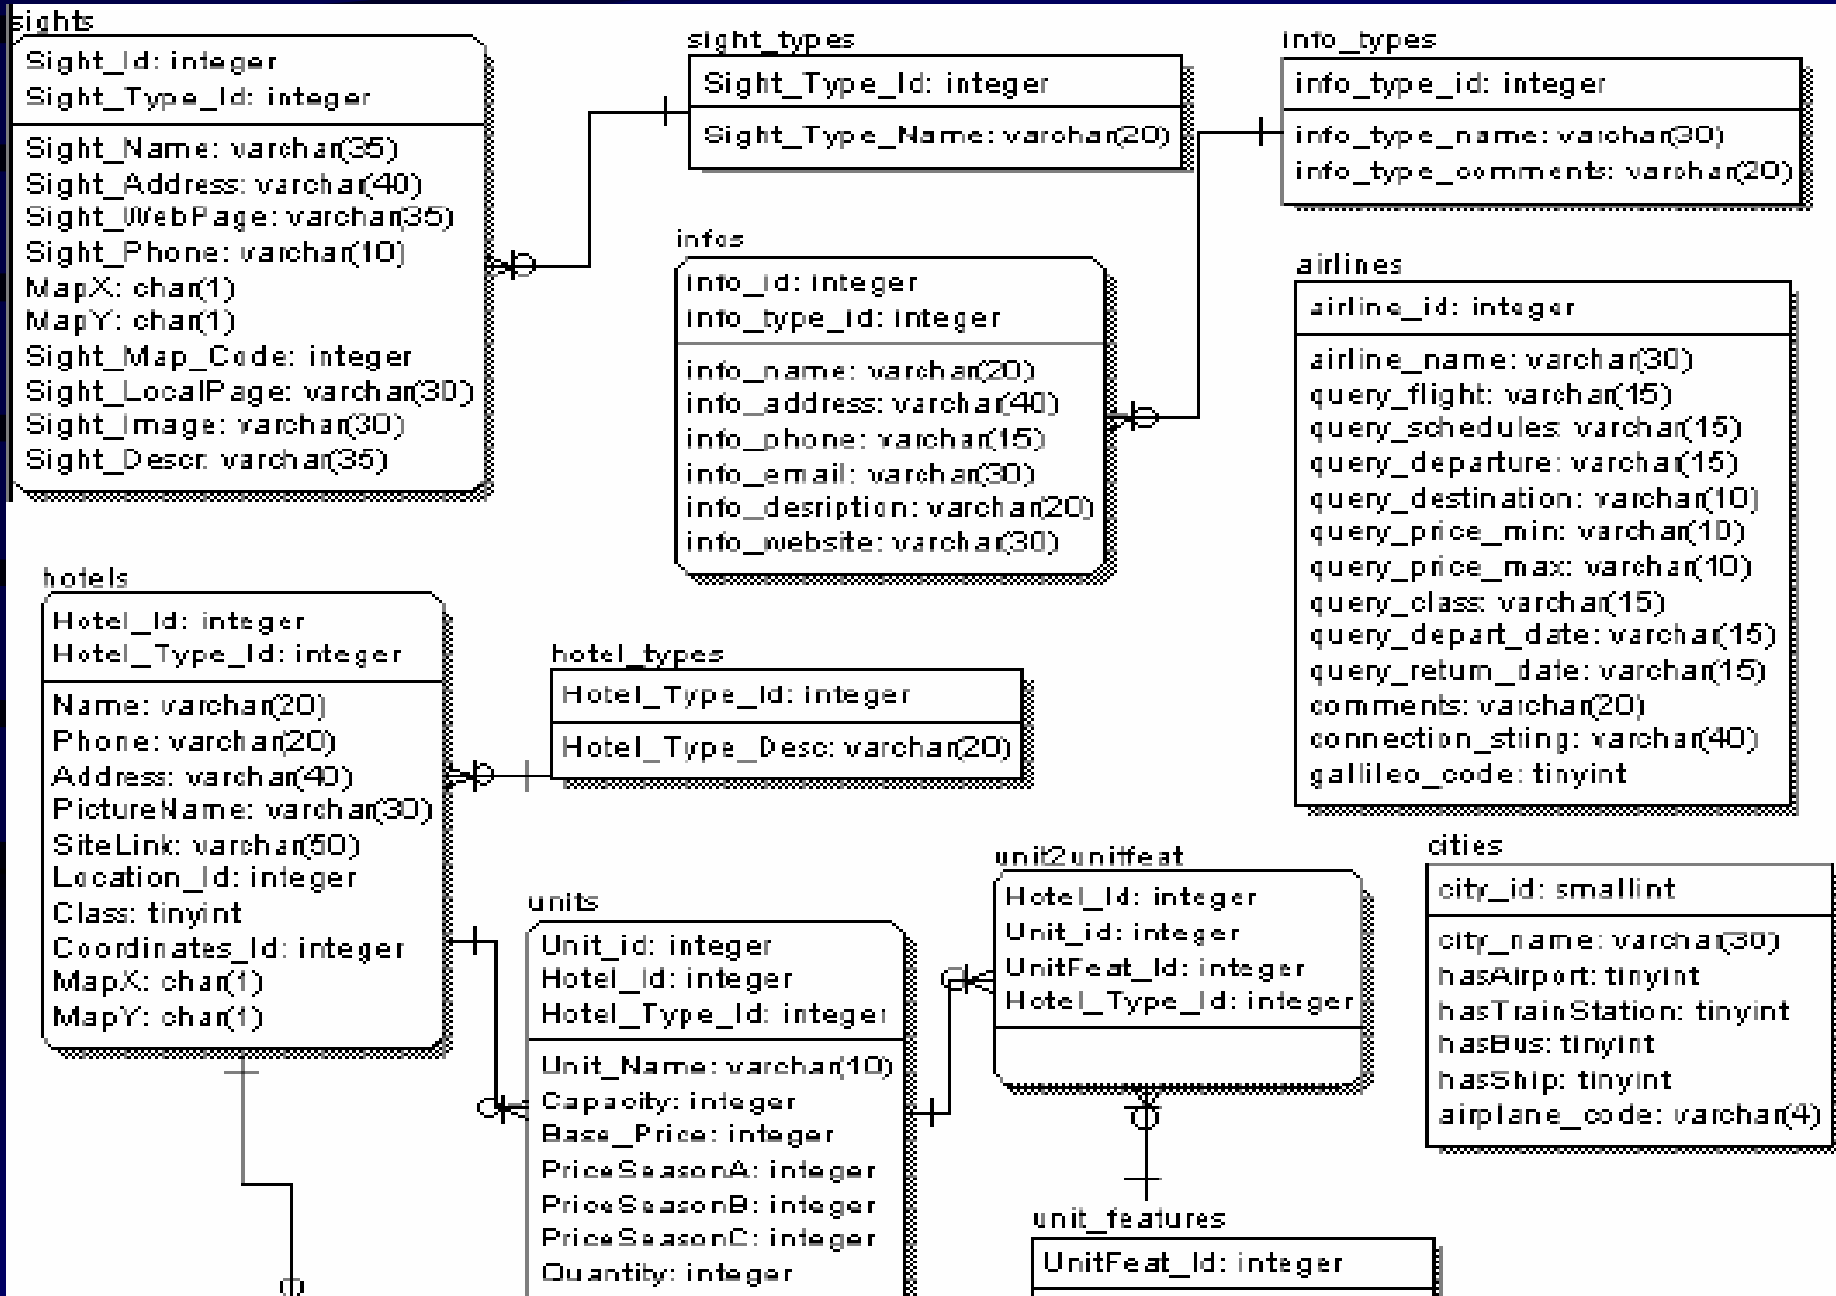 sights
Sight_Id: integer
Sight_Type_Id: integer
Sight_Name: varchar(35)
Sight_Address: varchar(40)
Sight_WebPage: varchar(35)
Sight_Phone: varchar(10)
MapX: char(1)
MapY: char(1)
Sight_Map_Code: integer
Sight_LocalPage: varchar(30)
Sight_Image: varchar(30)
Sight_Descr: varchar(35)
sight_types
Sight_Type_Id: integer
Sight_Type_Name: varchar(20)
info_types
info_type_id: integer
info_type_name: varchar(30)
info_type_comments: varchar(20)
infos
info_id: integer
info_type_id: integer
info_name: varchar(20)
info_address: varchar(40)
info_phone: varchar(15)
info_email: varchar(30)
info_desription: varchar(20)
info_website: varchar(30)
airlines
airline_id: integer
airline_name: varchar(30)
query_flight: varchar(15)
query_schedules: varchar(15)
query_departure: varchar(15)
query_destination: varchar(10)
query_price_min: varchar(10)
query_price_max: varchar(10)
query_class: varchar(15)
query_depart_date: varchar(15)
query_return_date: varchar(15)
comments: varchar(20)
connection_string: varchar(40)
gallileo_code: tinyint
hotels
Hotel_Id: integer
Hotel_Type_Id: integer
Name: varchar(20)
Phone: varchar(20)
Address: varchar(40)
PictureName: varchar(30)
SiteLink: varchar(50)
Location_Id: integer
Class: tinyint
Coordinates_Id: integer
MapX: char(1)
MapY: char(1)
hotel_types
Hotel_Type_Id: integer
Hotel_Type_Desc: varchar(20)
units
Unit_id: integer
Hotel_Id: integer
Hotel_Type_Id: integer
Unit_Name: varchar(10)
Capacity: integer
Base_Price: integer
PriceSeasonA: integer
PriceSeasonB: integer
PriceSeasonC: integer
Quantity: integer
unit2unitfeat
Hotel_Id: integer
Unit_id: integer
UnitFeat_Id: integer
Hotel_Type_Id: integer
cities
city_id: smallint
city_name: varchar(30)
hasAirport: tinyint
hasTrainStation: tinyint
hasBus: tinyint
hasShip: tinyint
airplane_code: varchar(4)
unit_features
UnitFeat_Id: integer